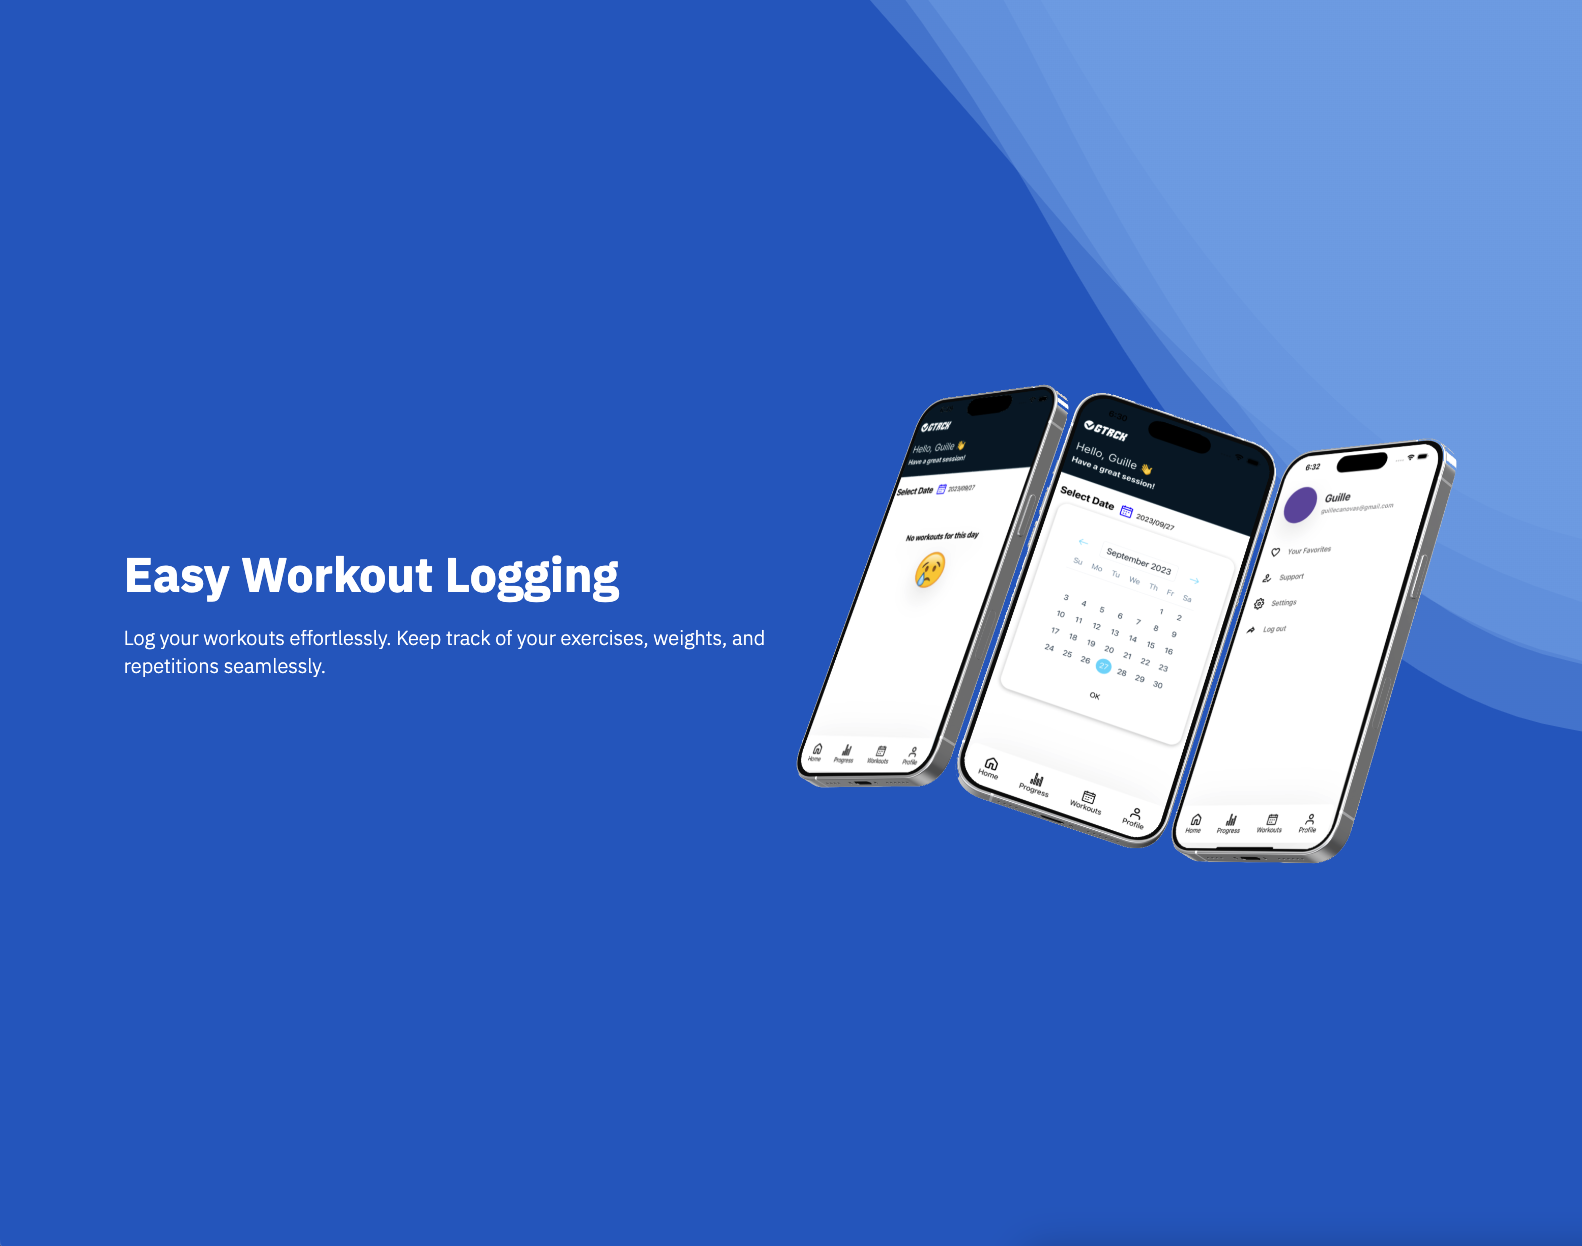 Easy Workout Logging
Log your workouts effortlessly. Keep track of your exercises, weights, and
repetitions seamlessly.
GTRCK
Hello, Guille 👋
Have a great session!
Select Date 2023/09/27
No workouts for this day
Home Progress Workouts Profile
6:30
GTRCK
Hello, Guille 👋
Have a great session!
Select Date 2023/09/27
September 2023
Su Mo Tu We Th Fr Sa
1 2
3 4 5 6 7 8 9
10 11 12 13 14 15 16
17 18 19 20 21 22 23
24 25 26 27 28 29 30
OK
Home Progress Workouts Profile
6:32
Guille
guillecanovas@gmail.com
Your Favorites
Support
Settings
Log out
Home Progress Workouts Profile